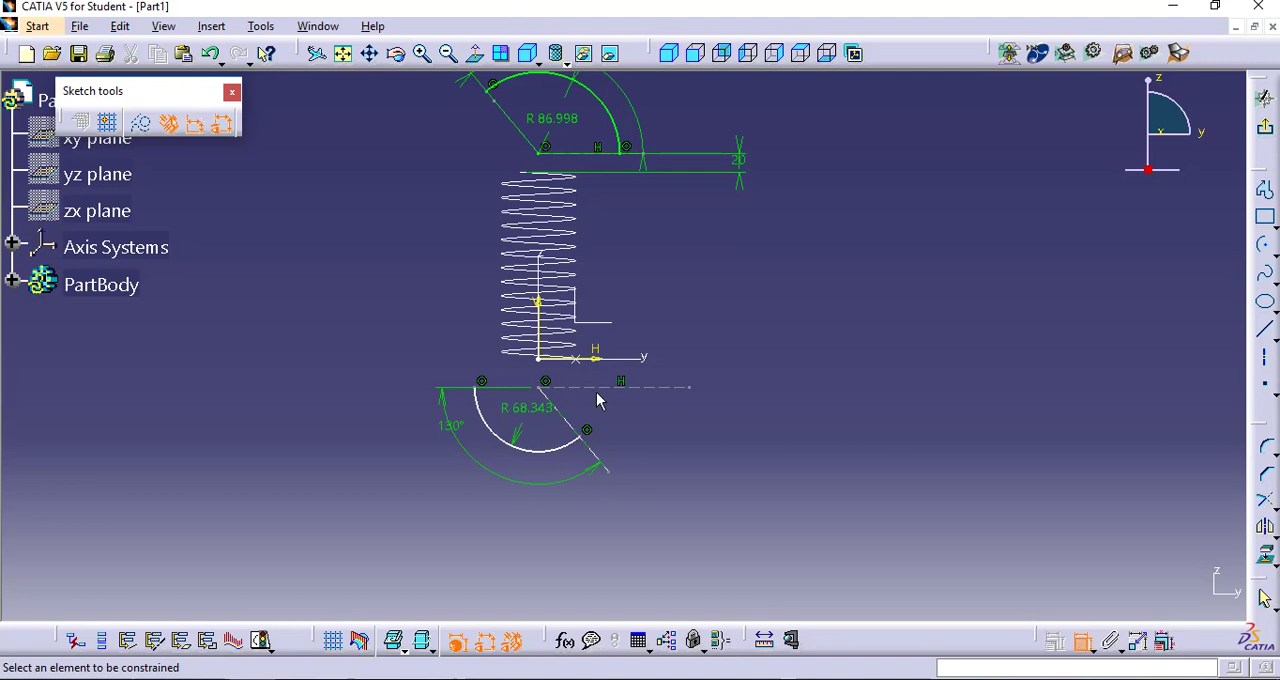 CATIA V5 for Student - [Part1]
Start File Edit View Insert Tools Window Help
Sketch tools x
z
x y
xy plane
yz plane
zx plane
Axis Systems
PartBody
R 86.998
H
20
H
y
H
R 68.343
130°
z
y
f(x)
CATIA
Select an element to be constrained